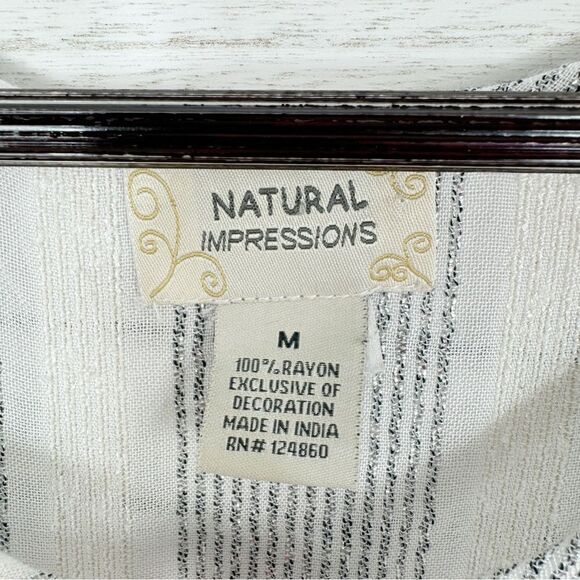 NATURAL
IMPRESSIONS
M
100% RAYON
EXCLUSIVE OF
DECORATION
MADE IN INDIA
RN# 124860